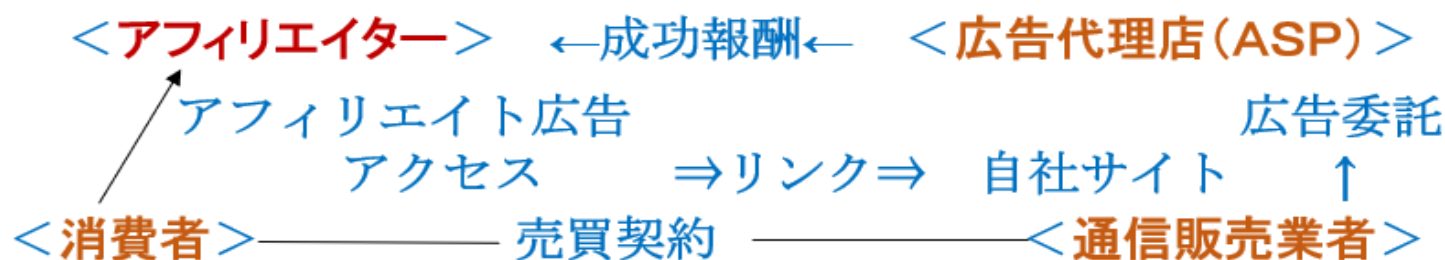 ＜アフィリエイター＞ ←成功報酬← ＜広告代理店(ASP)＞
アフィリエイト広告 広告委託
アクセス ⇒リンク⇒ 自社サイト ↑
＜消費者＞ 売買契約 ＜通信販売業者＞